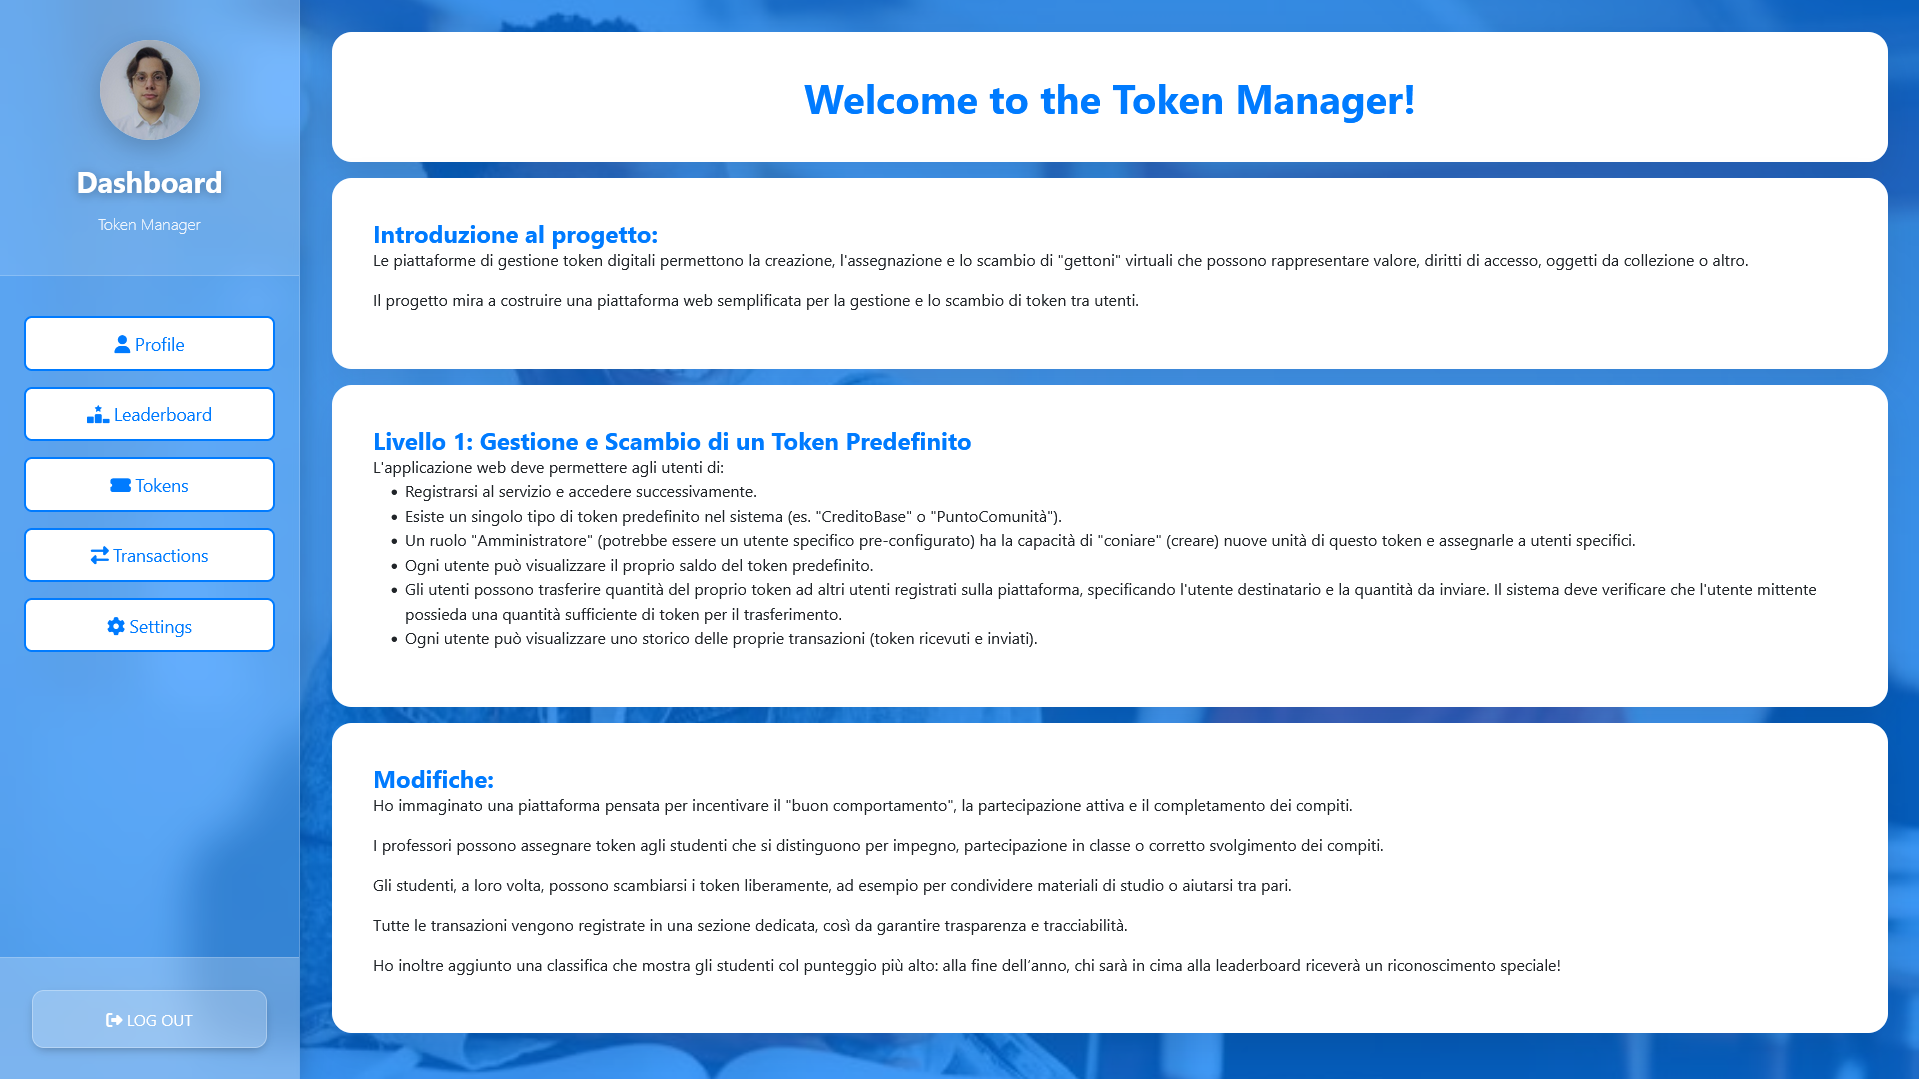 Dashboard
Token Manager
Profile
Leaderboard
Tokens
Transactions
Settings
LOG OUT
Welcome to the Token Manager!
Introduzione al progetto:
Le piattaforme di gestione token digitali permettono la creazione, l'assegnazione e lo scambio di "gettoni" virtuali che possono rappresentare valore, diritti di accesso, oggetti da collezione o altro.
Il progetto mira a costruire una piattaforma web semplificata per la gestione e lo scambio di token tra utenti.
Livello 1: Gestione e Scambio di un Token Predefinito
L'applicazione web deve permettere agli utenti di:
• Registrarsi al servizio e accedere successivamente.
• Esiste un singolo tipo di token predefinito nel sistema (es. "CreditoBase" o "PuntoComunità").
• Un ruolo "Amministratore" (potrebbe essere un utente specifico pre-configurato) ha la capacità di "coniare" (creare) nuove unità di questo token e assegnarle a utenti specifici.
• Ogni utente può visualizzare il proprio saldo del token predefinito.
• Gli utenti possono trasferire quantità del proprio token ad altri utenti registrati sulla piattaforma, specificando l'utente destinatario e la quantità da inviare. Il sistema deve verificare che l'utente mittente
possieda una quantità sufficiente di token per il trasferimento.
• Ogni utente può visualizzare uno storico delle proprie transazioni (token ricevuti e inviati).
Modifiche:
Ho immaginato una piattaforma pensata per incentivare il "buon comportamento", la partecipazione attiva e il completamento dei compiti.
I professori possono assegnare token agli studenti che si distinguono per impegno, partecipazione in classe o corretto svolgimento dei compiti.
Gli studenti, a loro volta, possono scambiarsi i token liberamente, ad esempio per condividere materiali di studio o aiutarsi tra pari.
Tutte le transazioni vengono registrate in una sezione dedicata, così da garantire trasparenza e tracciabilità.
Ho inoltre aggiunto una classifica che mostra gli studenti col punteggio più alto: alla fine dell’anno, chi sarà in cima alla leaderboard riceverà un riconoscimento speciale!